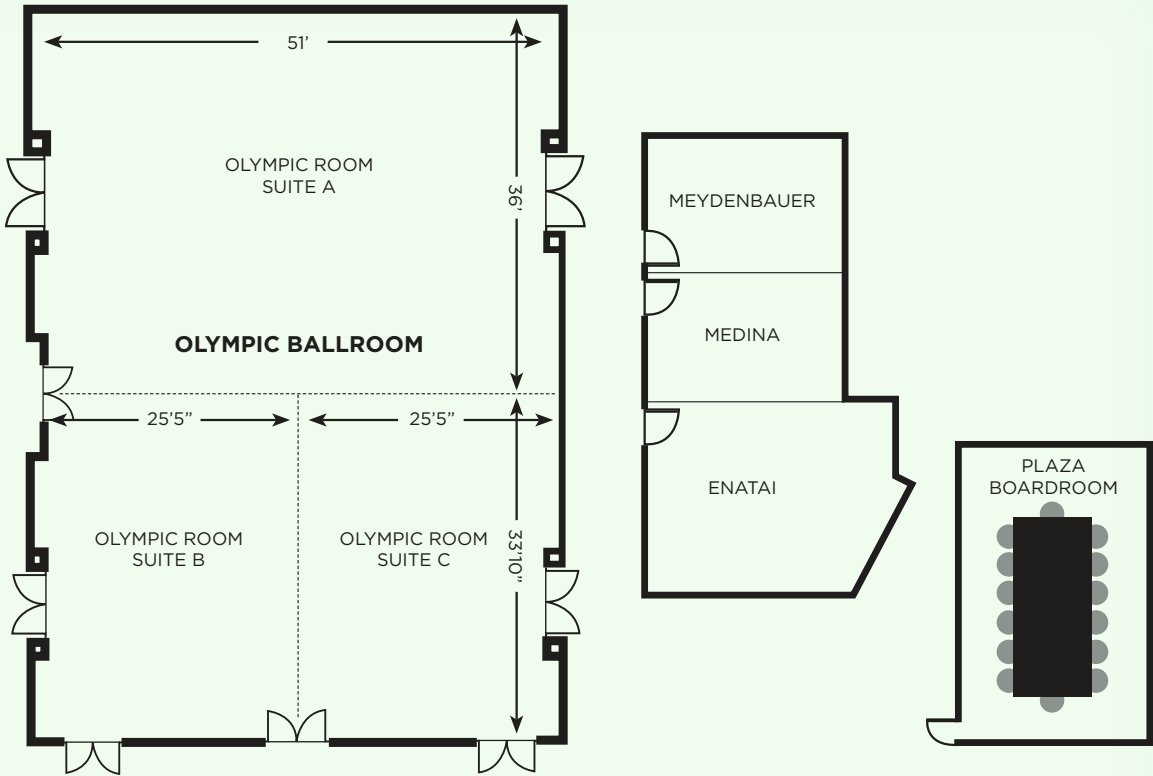 51’
OLYMPIC ROOM
SUITE A
36’
OLYMPIC BALLROOM
25’5”
25’5”
OLYMPIC ROOM
SUITE B
OLYMPIC ROOM
SUITE C
33’10”
MEYDENBAUER
MEDINA
ENATAI
PLAZA
BOARDROOM